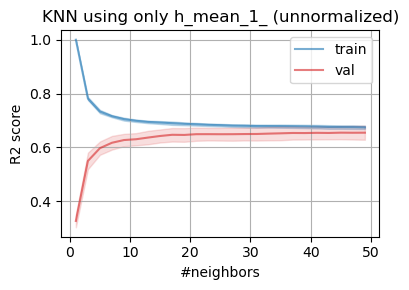 KNN using only h_mean_1_ (unnormalized)
1.0
0.8
0.6
0.4
R2 score
train
val
0 10 20 30 40 50
#neighbors